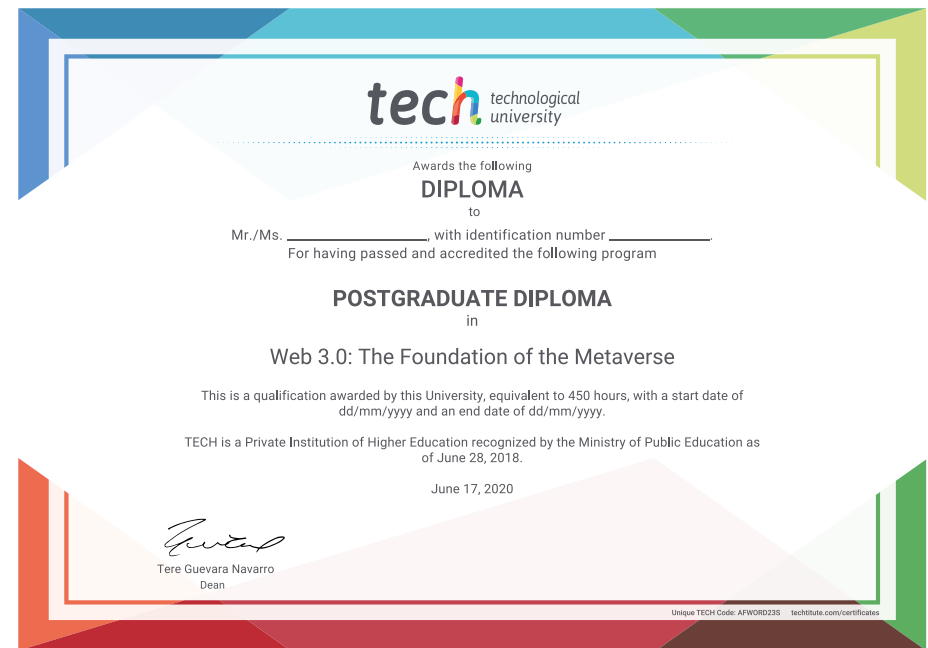 tech technological
university
Awards the following
DIPLOMA
to
Mr./Ms. ____________________, with identification number ______________.
For having passed and accredited the following program
POSTGRADUATE DIPLOMA
in
Web 3.0: The Foundation of the Metaverse
This is a qualification awarded by this University, equivalent to 450 hours, with a start date of
dd/mm/yyyy and an end date of dd/mm/yyyy.
TECH is a Private Institution of Higher Education recognized by the Ministry of Public Education as
of June 28, 2018.
June 17, 2020
Tere Guevara Navarro
Dean
Unique TECH Code: AFWORD23S techtitute.com/certificates